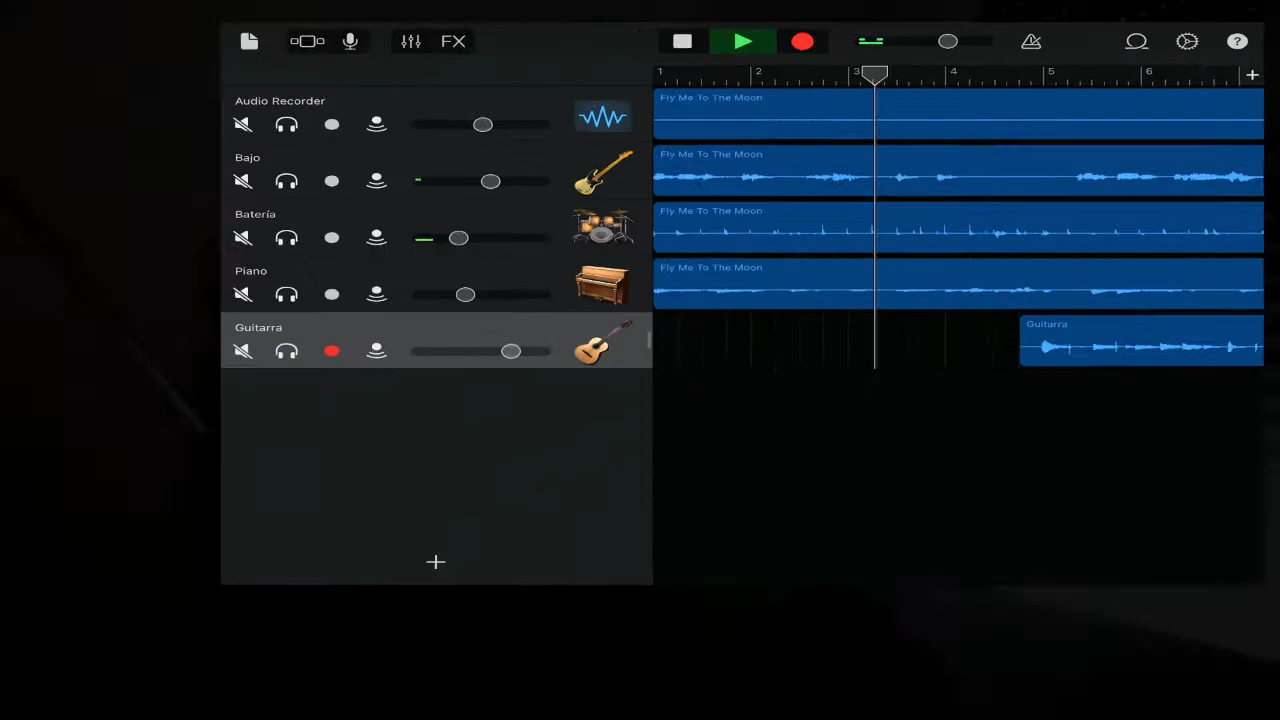 FX
?
1 2 3 4 5 6 +
Audio Recorder
Fly Me To The Moon
Bajo
Fly Me To The Moon
Batería
Fly Me To The Moon
Piano
Fly Me To The Moon
Guitarra
Guitarra
+